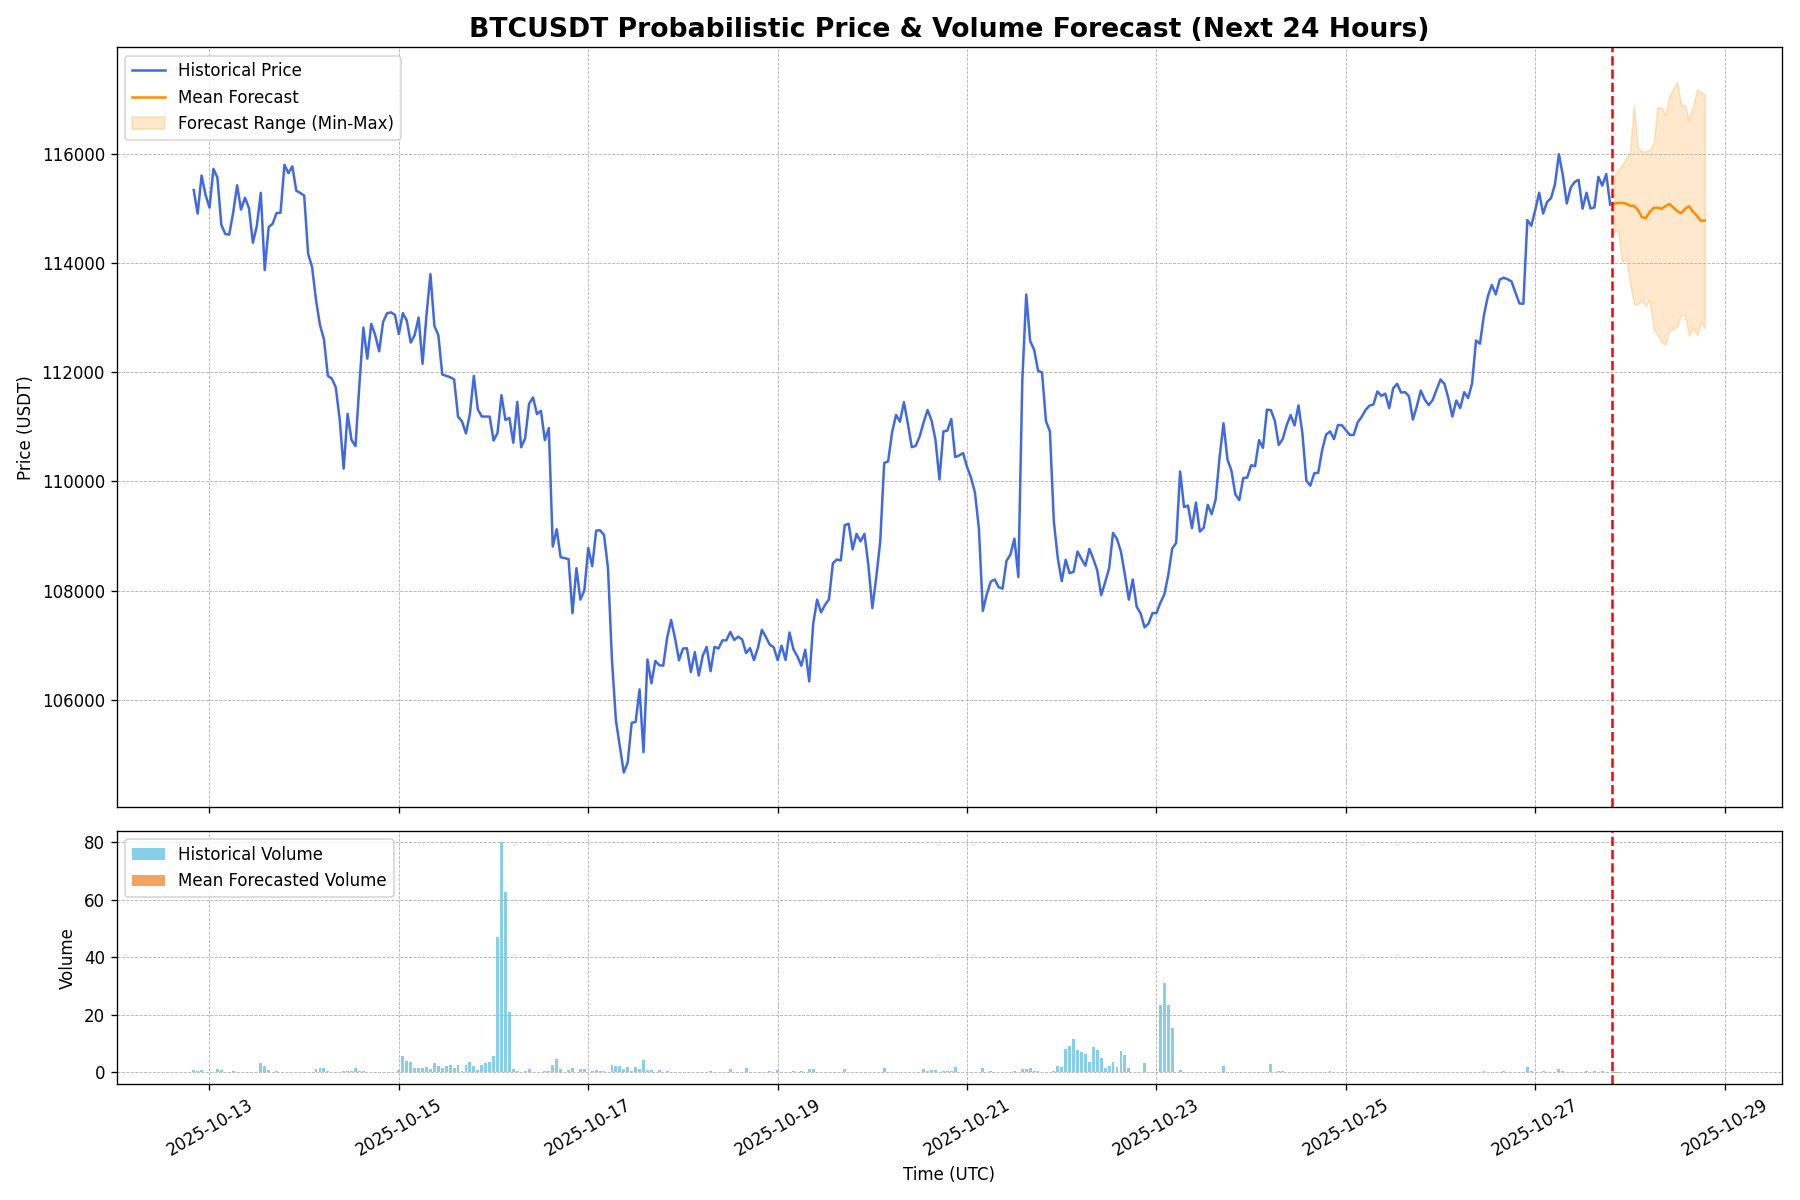 BTCUSDT Probabilistic Price & Volume Forecast (Next 24 Hours)
Historical Price
Mean Forecast
Forecast Range (Min-Max)
116000
114000
112000
110000
108000
106000
Price (USDT)
Historical Volume
Mean Forecasted Volume
80
60
40
20
0
Volume
2025-10-13
2025-10-15
2025-10-17
2025-10-19
2025-10-21
2025-10-23
2025-10-25
2025-10-27
2025-10-29
Time (UTC)